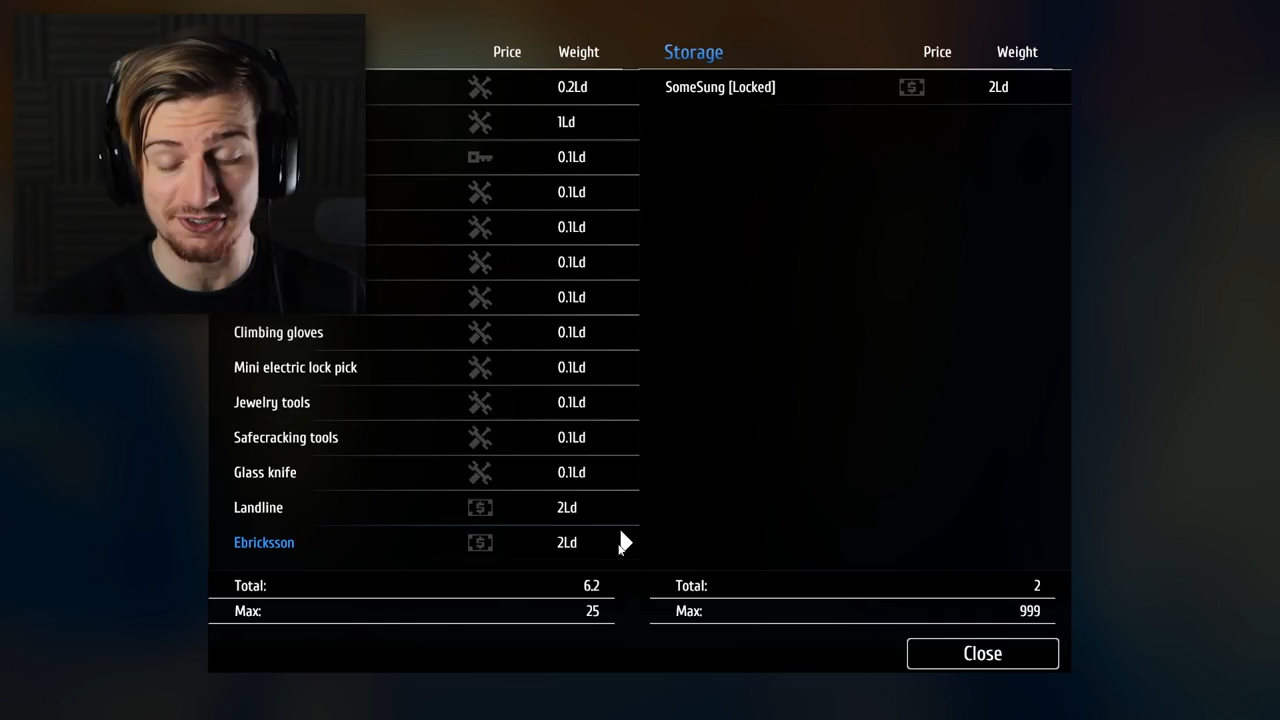 Price Weight
0.2Ld
1Ld
0.1Ld
0.1Ld
0.1Ld
0.1Ld
0.1Ld
Climbing gloves 0.1Ld
Mini electric lock pick 0.1Ld
Jewelry tools 0.1Ld
Safecracking tools 0.1Ld
Glass knife 0.1Ld
Landline 2Ld
Ebricksson 2Ld
Total: 6.2
Max: 25
Storage Price Weight
SomeSung [Locked] 2Ld
Total: 2
Max: 999
Close